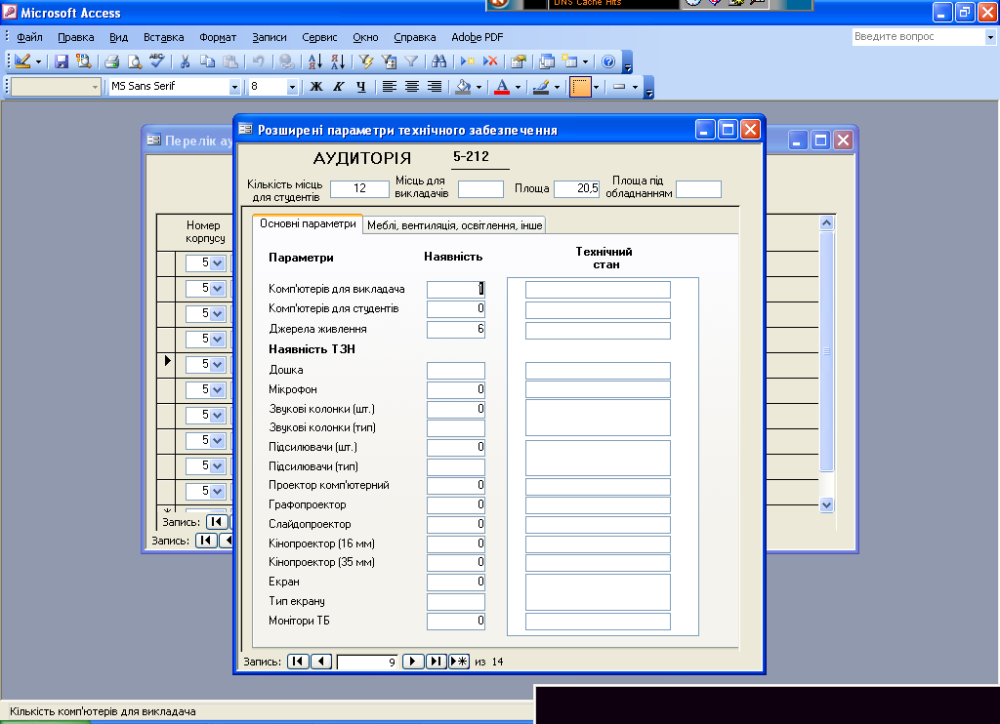 DNS Cache Hits
Microsoft Access
Файл Правка Вид Вставка Формат Записи Сервис Окно Справка Adobe PDF
Введите вопрос
MS Sans Serif 8 Ж К Ч
Перелік ау
Розширені параметри технічного забезпечення
АУДИТОРІЯ 5-212
Кількість місць для студентів 12 Місць для викладачів Площа 20,5 Площа під обладнанням
Основні параметри Меблі, вентиляція, освітлення, інше
Номер корпусу
5
5
5
5
5
5
5
5
5
5
Запись:
Запись:
Параметри Наявність Технічний стан
Комп'ютерів для викладача 1
Комп'ютерів для студентів 0
Джерела живлення 6
Наявність ТЗН
Дошка
Мікрофон 0
Звукові колонки (шт.) 0
Звукові колонки (тип)
Підсилювачи (шт.) 0
Підсилювачи (тип)
Проектор комп'ютерний 0
Графопроектор 0
Слайдопроектор 0
Кінопроектор (16 мм) 0
Кінопроектор (35 мм) 0
Екран 0
Тип екрану
Монітори ТБ 0
Запись: 9 из 14
Кількість комп'ютерів для викладача